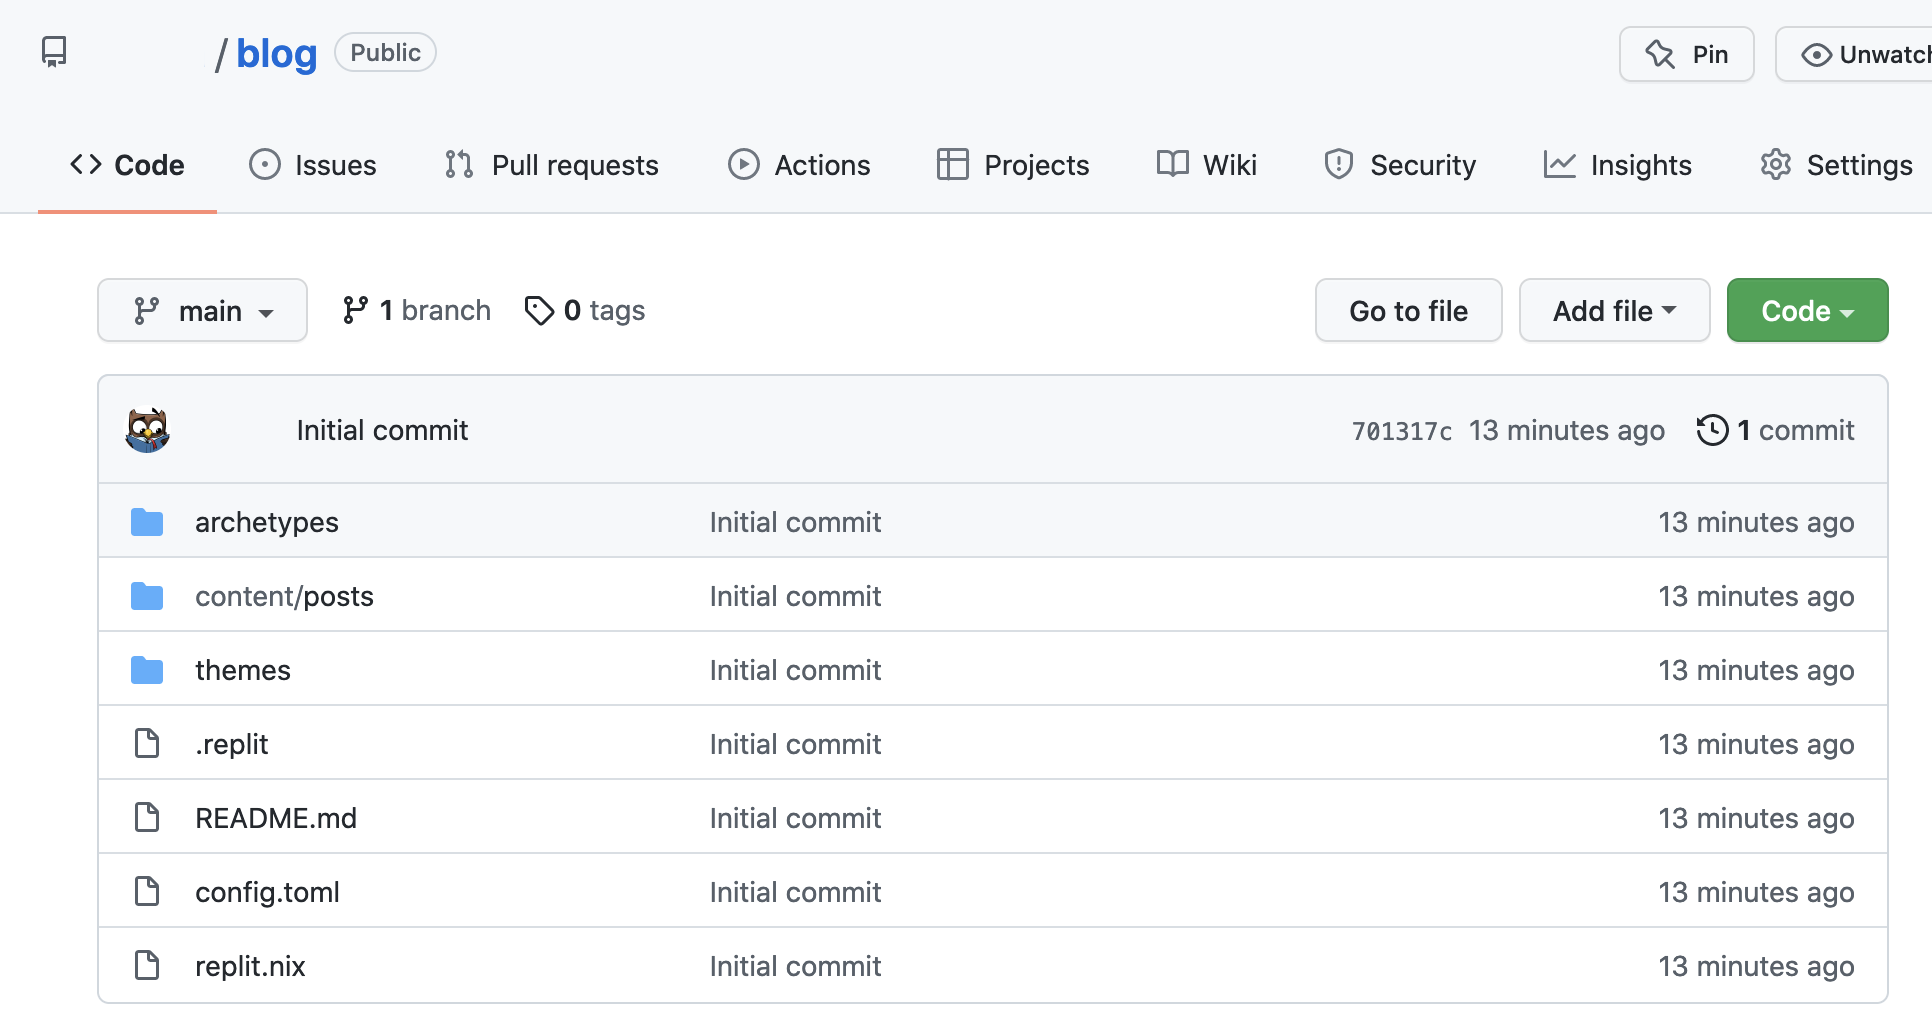 / blog Public Pin Unwatch
Code Issues Pull requests Actions Projects Wiki Security Insights Settings
main 1 branch 0 tags Go to file Add file Code
Initial commit 701317c 13 minutes ago 1 commit
archetypes Initial commit 13 minutes ago
content/posts Initial commit 13 minutes ago
themes Initial commit 13 minutes ago
.replit Initial commit 13 minutes ago
README.md Initial commit 13 minutes ago
config.toml Initial commit 13 minutes ago
replit.nix Initial commit 13 minutes ago